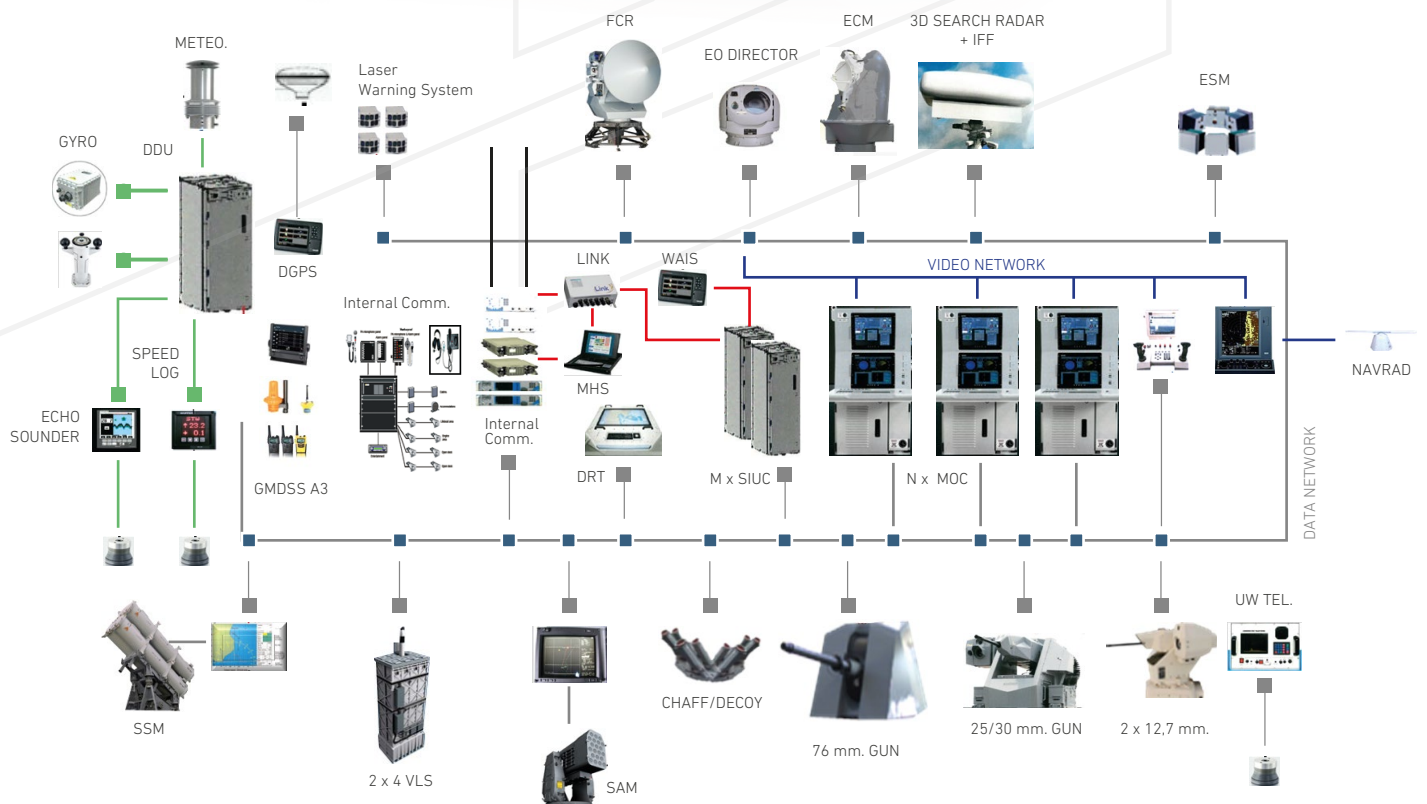 FCR
ECM
3D SEARCH RADAR
+ IFF
METEO.
EO DIRECTOR
Laser
Warning System
ESM
GYRO
DDU
DGPS
LINK
WAIS
VIDEO NETWORK
Internal Comm.
SPEED
LOG
NAVRAD
MHS
ECHO
SOUNDER
Internal
Comm.
DRT
M x SIUC
N x MOC
GMDSS A3
DATA NETWORK
UW TEL.
SSM
CHAFF/DECOY
76 mm. GUN
25/30 mm. GUN
2 x 12,7 mm.
2 x 4 VLS
SAM